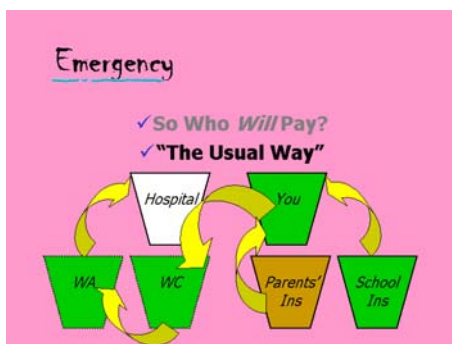 Emergency
✓So Who Will Pay?
✓"The Usual Way"
Hospital
You
WA
WC
Parents'
Ins
School
Ins